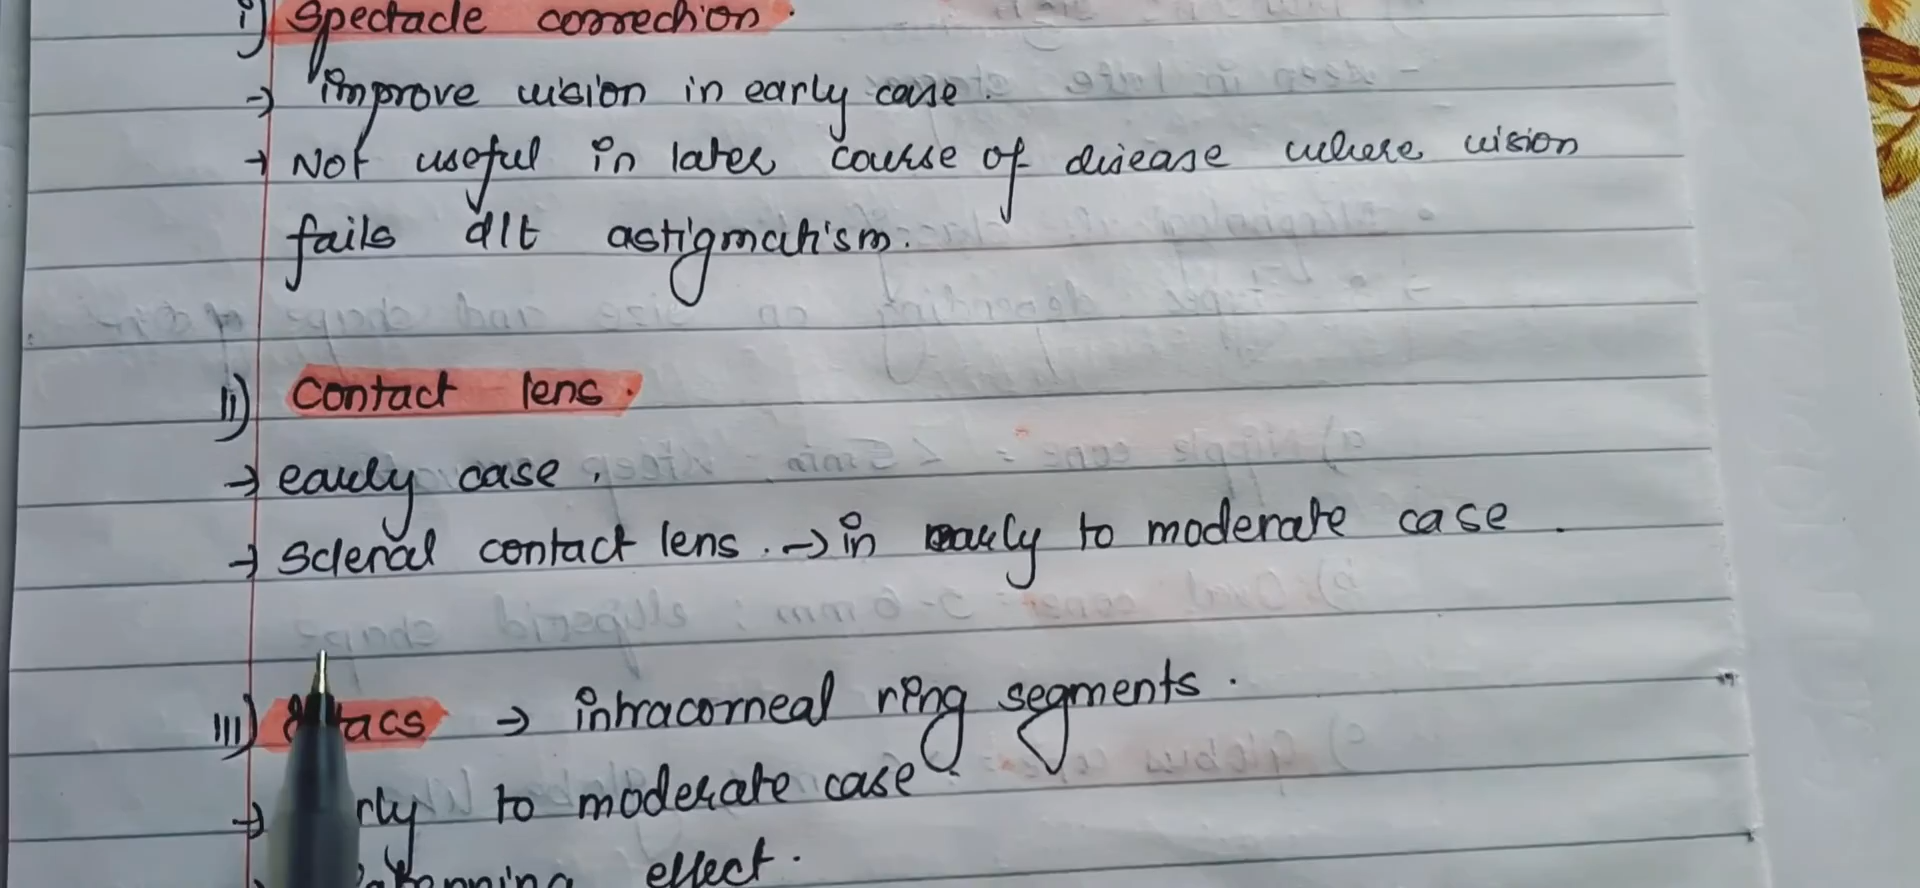 i) Spectacle correction.
→ improve vision in early case.
→ Not useful in later course of disease where vision
fails d/t astigmatism.
ii) Contact lens.
→ early case.
→ Scleral contact lens. → in early to moderate case.
iii) → intracorneal ring segments.
→ to moderate case
effect.